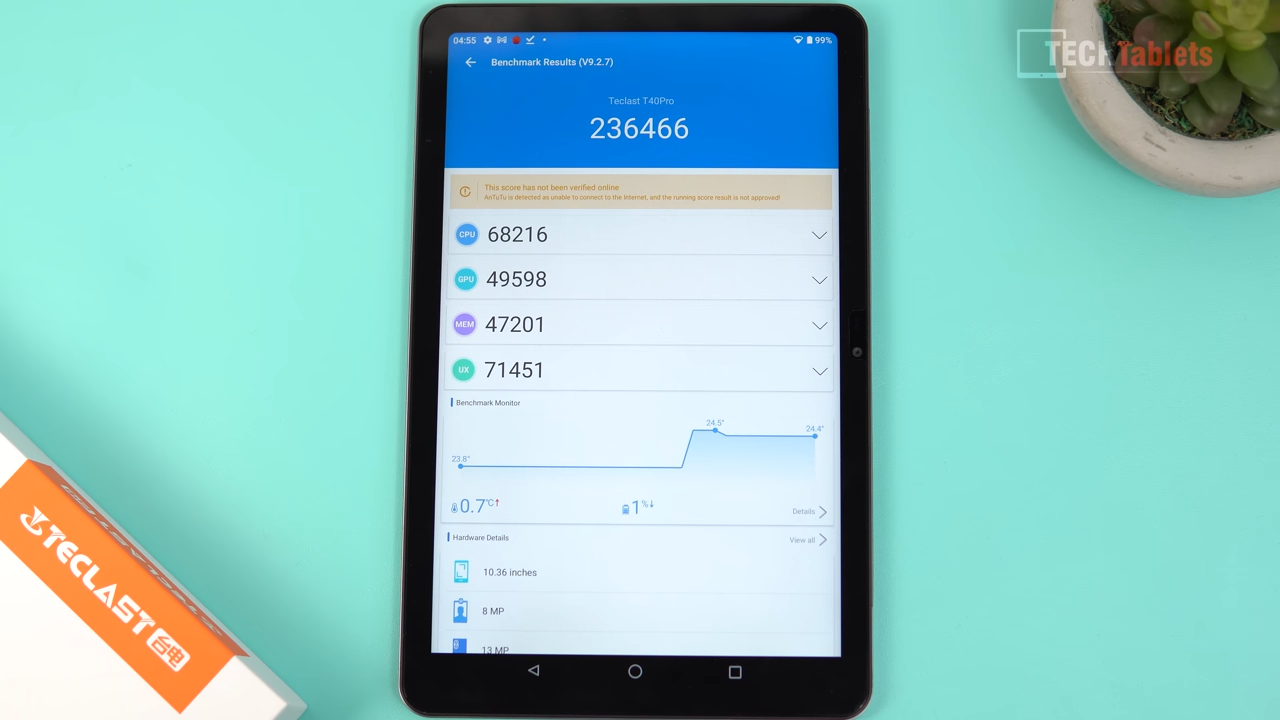 TECHTablets
04:55
99%
Benchmark Results (V9.2.7)
Teclast T40Pro
236466
This score has not been verified online
AnTuTu is detected as unable to connect to the Internet, and the running score result is not approved!
CPU 68216
GPU 49598
MEM 47201
UX 71451
Benchmark Monitor
23.8°
24.5°
24.4°
0.7°C↑
1%↓
Details
Hardware Details
View all
10.36 inches
8 MP
13 MP
TECLAST 台电